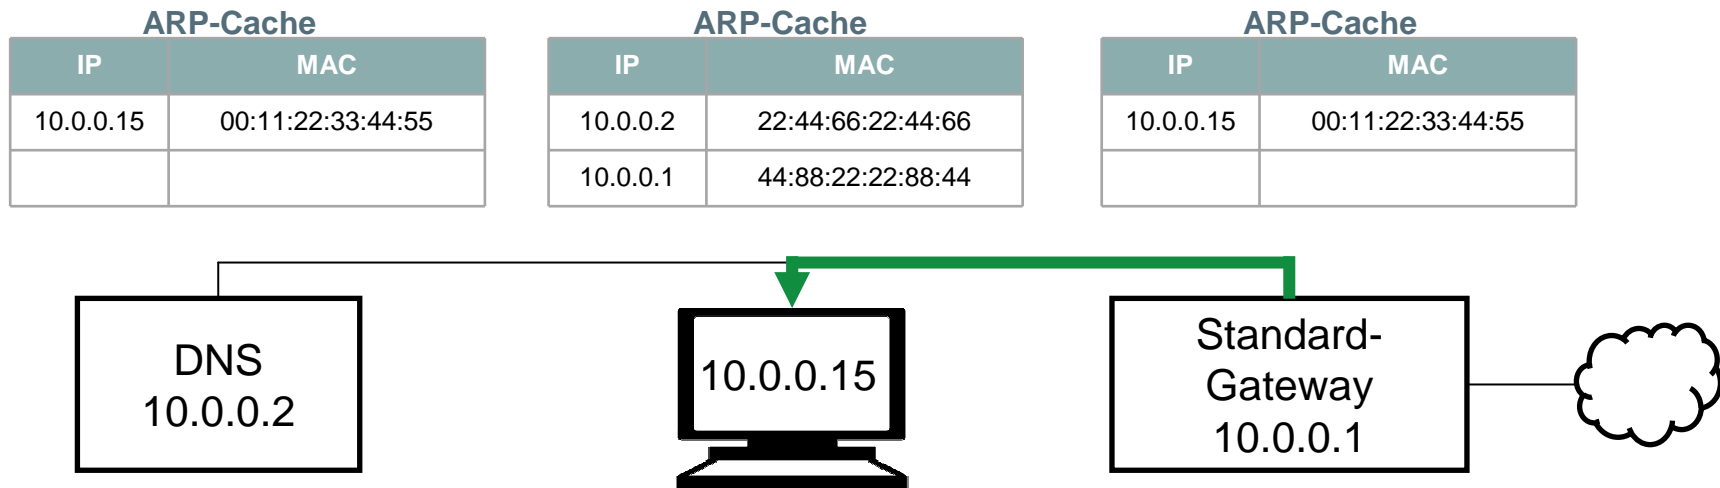 ARP-Cache
IP MAC
10.0.0.15 00:11:22:33:44:55
ARP-Cache
IP MAC
10.0.0.2 22:44:66:22:44:66
10.0.0.1 44:88:22:22:88:44
ARP-Cache
IP MAC
10.0.0.15 00:11:22:33:44:55
DNS
10.0.0.2
10.0.0.15
Standard-
Gateway
10.0.0.1